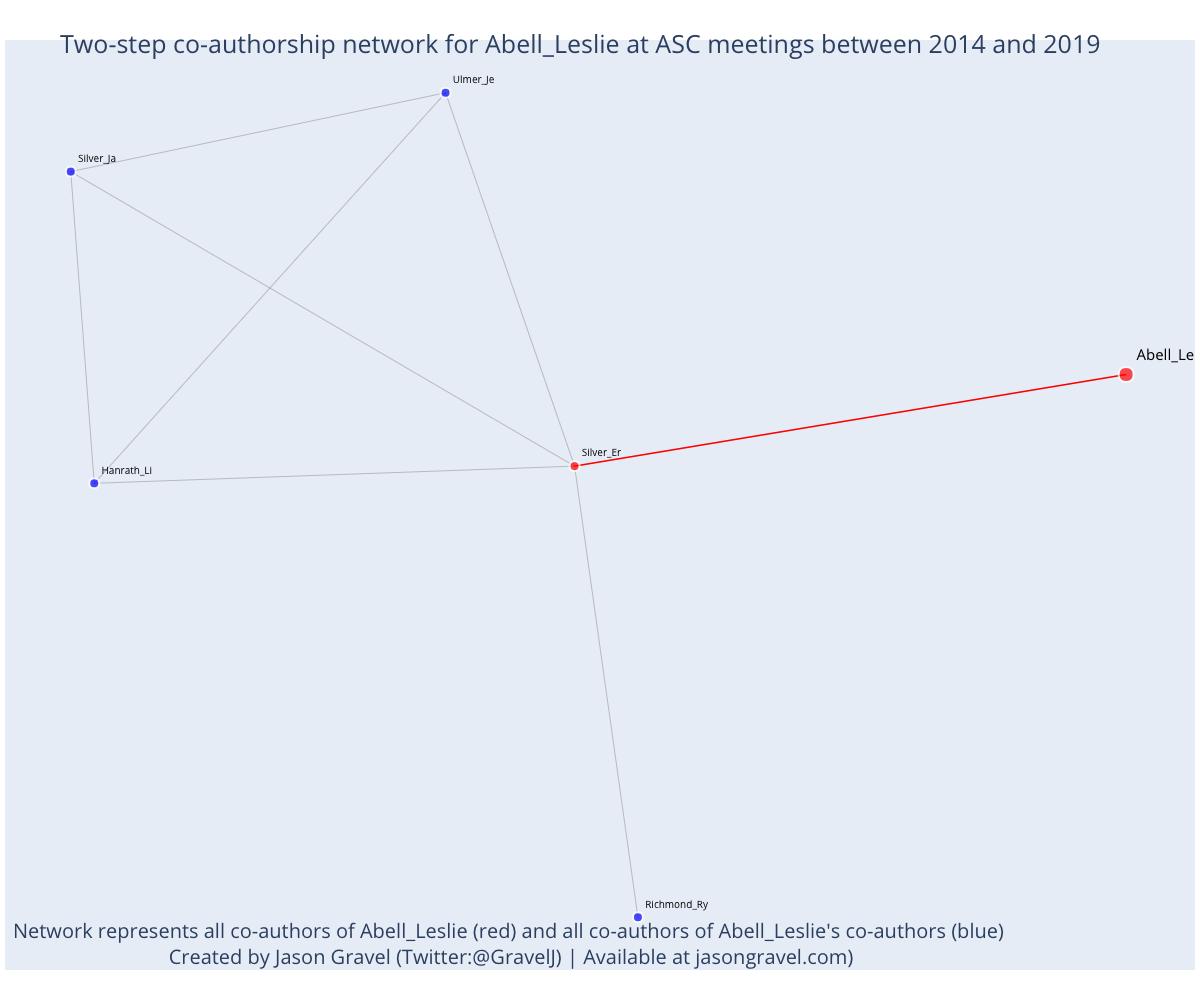 Two-step co-authorship network for Abell_Leslie at ASC meetings between 2014 and 2019
Ulmer_Je
Silver_Ja
Abell_Le
Silver_Er
Hanrath_Li
Richmond_Ry
Network represents all co-authors of Abell_Leslie (red) and all co-authors of Abell_Leslie's co-authors (blue)
Created by Jason Gravel (Twitter:@GravelJ) | Available at jasongravel.com)